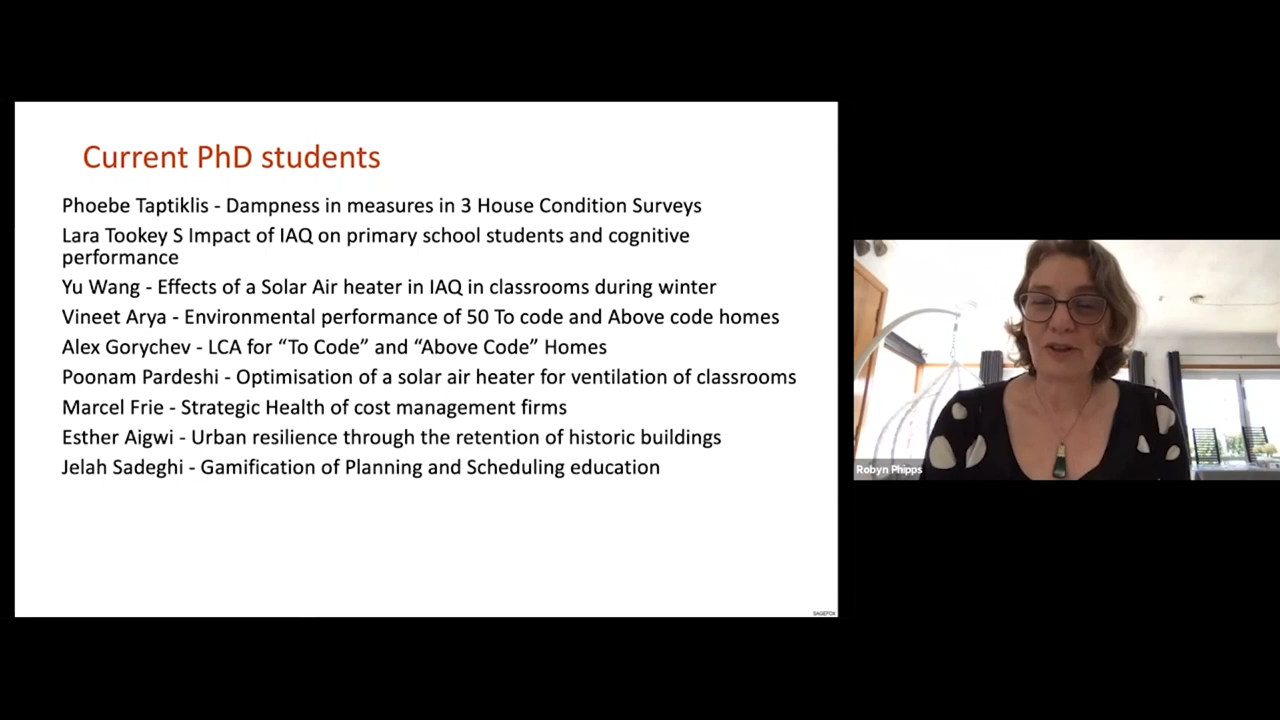 Current PhD students
Phoebe Taptiklis - Dampness in measures in 3 House Condition Surveys
Lara Tookey S Impact of IAQ on primary school students and cognitive
performance
Yu Wang - Effects of a Solar Air heater in IAQ in classrooms during winter
Vineet Arya - Environmental performance of 50 To code and Above code homes
Alex Gorychev - LCA for “To Code” and “Above Code” Homes
Poonam Pardeshi - Optimisation of a solar air heater for ventilation of classrooms
Marcel Frie - Strategic Health of cost management firms
Esther Aigwi - Urban resilience through the retention of historic buildings
Jelah Sadeghi - Gamification of Planning and Scheduling education
Robyn Phipps